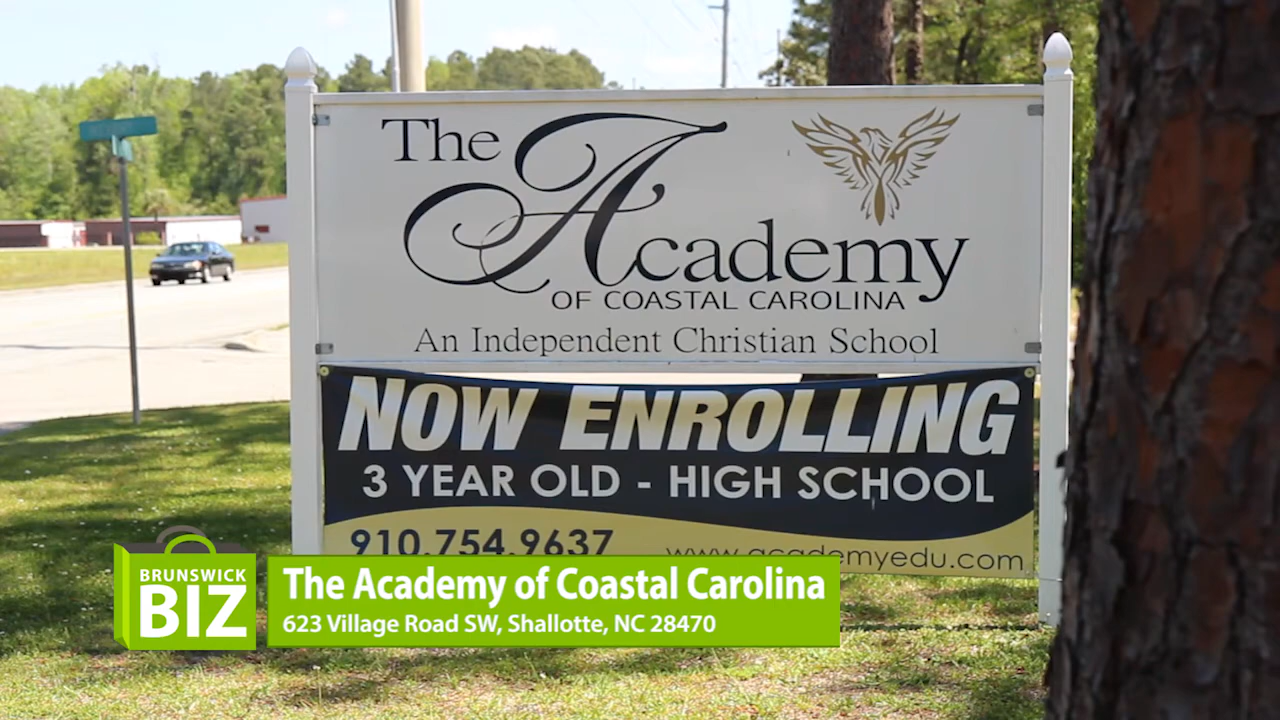 The Academy
OF COASTAL CAROLINA
An Independent Christian School
NOW ENROLLING
3 YEAR OLD - HIGH SCHOOL
910.754.9637
www.academyedu.com
BRUNSWICK
BIZ
The Academy of Coastal Carolina
623 Village Road SW, Shallotte, NC 28470